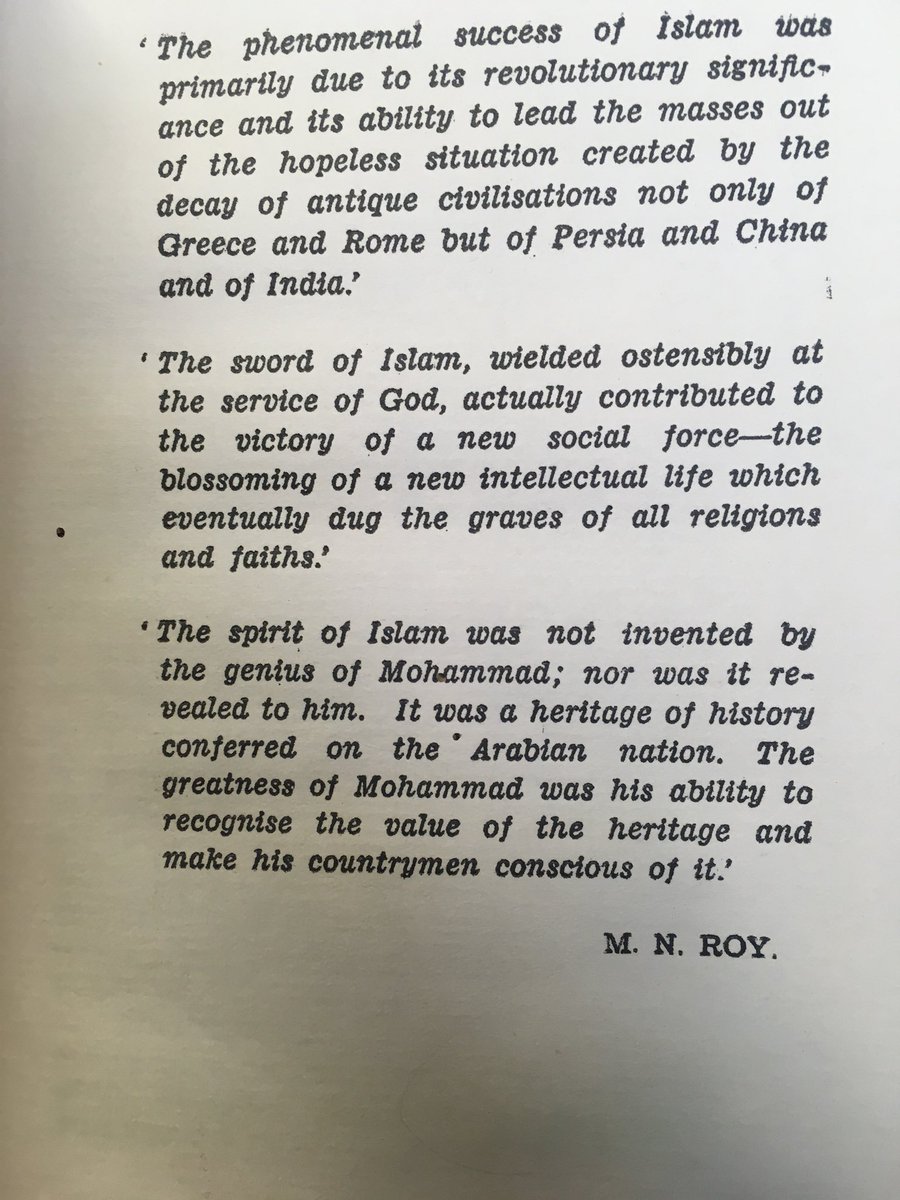 ‘The phenomenal success of Islam was
primarily due to its revolutionary signific-
ance and its ability to lead the masses out
of the hopeless situation created by the
decay of antique civilisations not only of
Greece and Rome but of Persia and China
and of India.’
‘The sword of Islam, wielded ostensibly at
the service of God, actually contributed to
the victory of a new social force—the
blossoming of a new intellectual life which
eventually dug the graves of all religions
and faiths.’
‘The spirit of Islam was not invented by
the genius of Mohammad; nor was it re-
vealed to him. It was a heritage of history
conferred on the Arabian nation. The
greatness of Mohammad was his ability to
recognise the value of the heritage and
make his countrymen conscious of it.’
M. N. ROY.